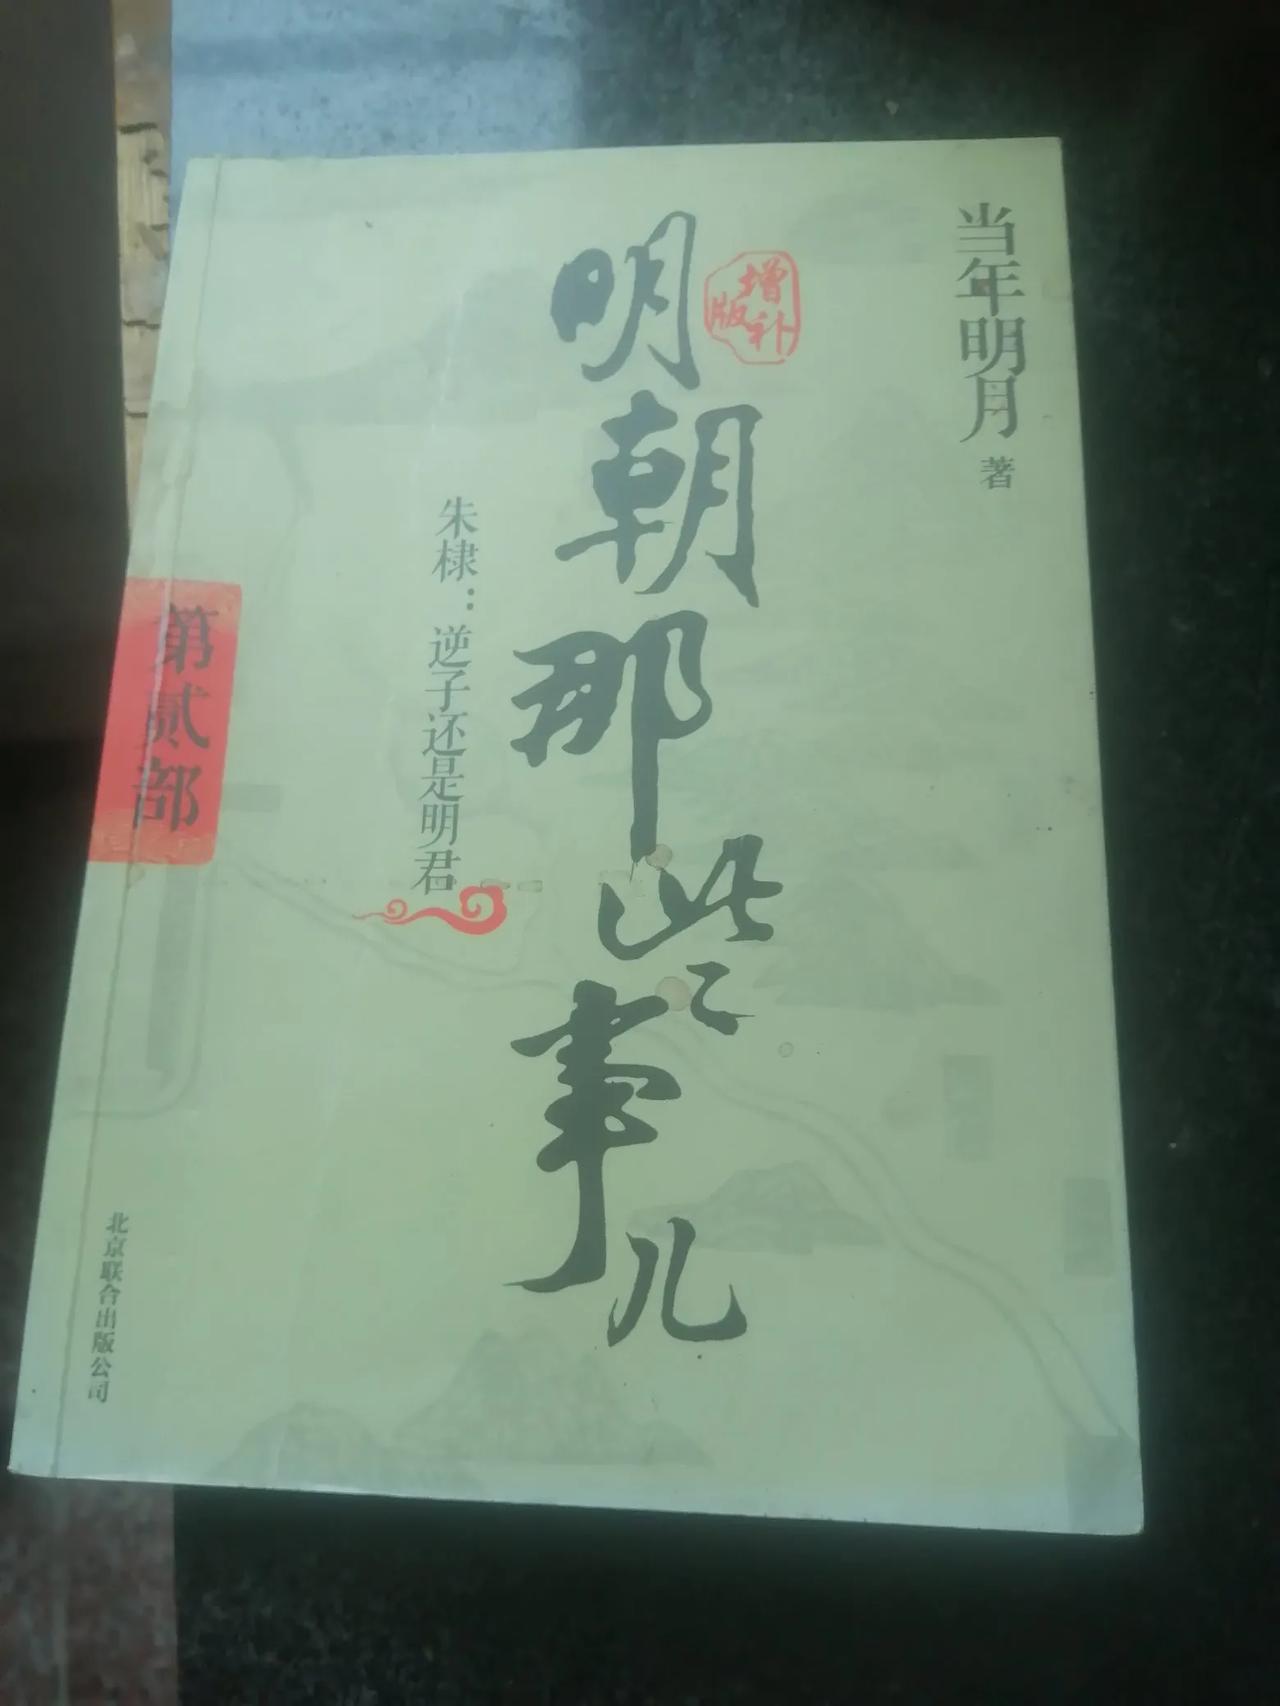 当年明月 著
增补版
明朝那些事儿
朱棣：逆子还是明君
第贰部
北京联合出版公司